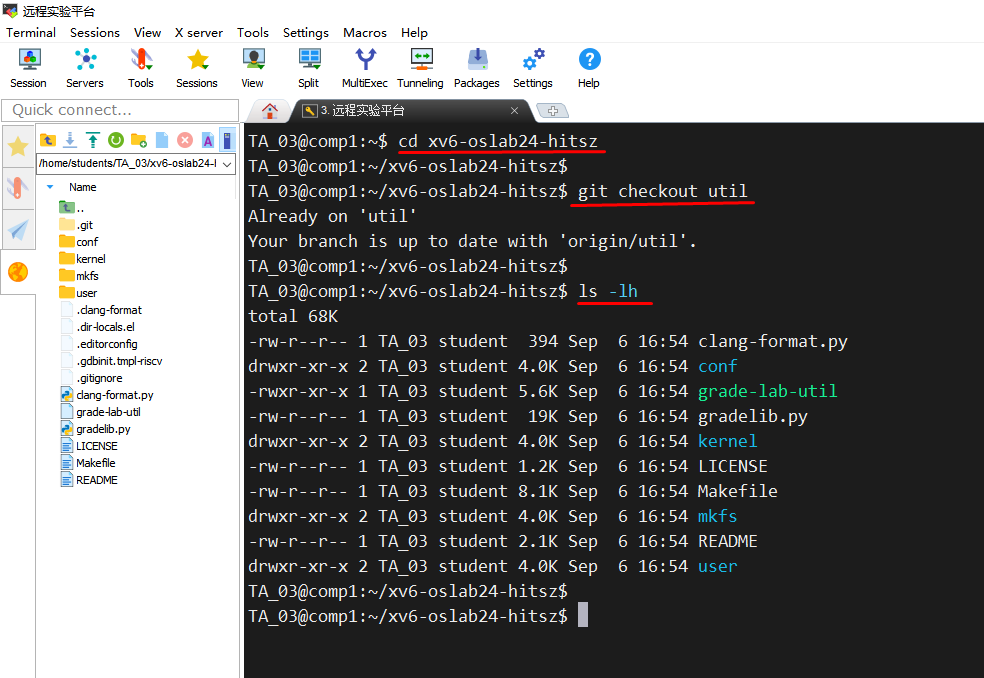 远程实验平台
Terminal Sessions View X server Tools Settings Macros Help
Session Servers Tools Sessions View Split MultiExec Tunneling Packages Settings Help
Quick connect...
3. 远程实验平台
/home/students/TA_03/xv6-oslab24-l
Name
..
.git
conf
kernel
mkfs
user
.clang-format
.dir-locals.el
.editorconfig
.gdbinit.tmpl-riscv
.gitignore
clang-format.py
grade-lab-util
gradelib.py
LICENSE
Makefile
README
TA_03@comp1:~$ cd xv6-oslab24-hitsz
TA_03@comp1:~/xv6-oslab24-hitsz$
TA_03@comp1:~/xv6-oslab24-hitsz$ git checkout util
Already on 'util'
Your branch is up to date with 'origin/util'.
TA_03@comp1:~/xv6-oslab24-hitsz$
TA_03@comp1:~/xv6-oslab24-hitsz$ ls -lh
total 68K
-rw-r--r-- 1 TA_03 student  394 Sep  6 16:54 clang-format.py
drwxr-xr-x 2 TA_03 student 4.0K Sep  6 16:54 conf
-rwxr-xr-x 1 TA_03 student 5.6K Sep  6 16:54 grade-lab-util
-rw-r--r-- 1 TA_03 student  19K Sep  6 16:54 gradelib.py
drwxr-xr-x 2 TA_03 student 4.0K Sep  6 16:54 kernel
-rw-r--r-- 1 TA_03 student 1.2K Sep  6 16:54 LICENSE
-rw-r--r-- 1 TA_03 student 8.1K Sep  6 16:54 Makefile
drwxr-xr-x 2 TA_03 student 4.0K Sep  6 16:54 mkfs
-rw-r--r-- 1 TA_03 student 2.1K Sep  6 16:54 README
drwxr-xr-x 2 TA_03 student 4.0K Sep  6 16:54 user
TA_03@comp1:~/xv6-oslab24-hitsz$
TA_03@comp1:~/xv6-oslab24-hitsz$